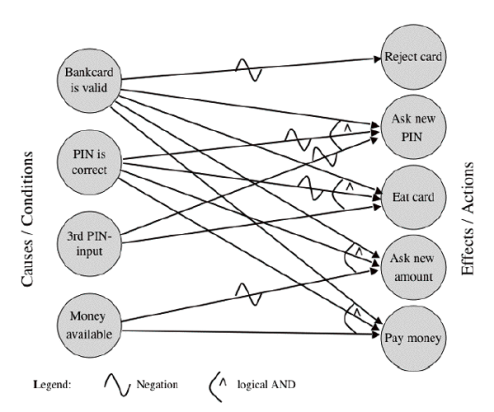 Causes / Conditions
Bankcard
is valid
PIN is
correct
3rd PIN-
input
Money
available
Reject card
Ask new
PIN
^
Eat card
^
Ask new
amount
^
Pay money
^
Effects / Actions
Legend:
Negation
^
logical AND